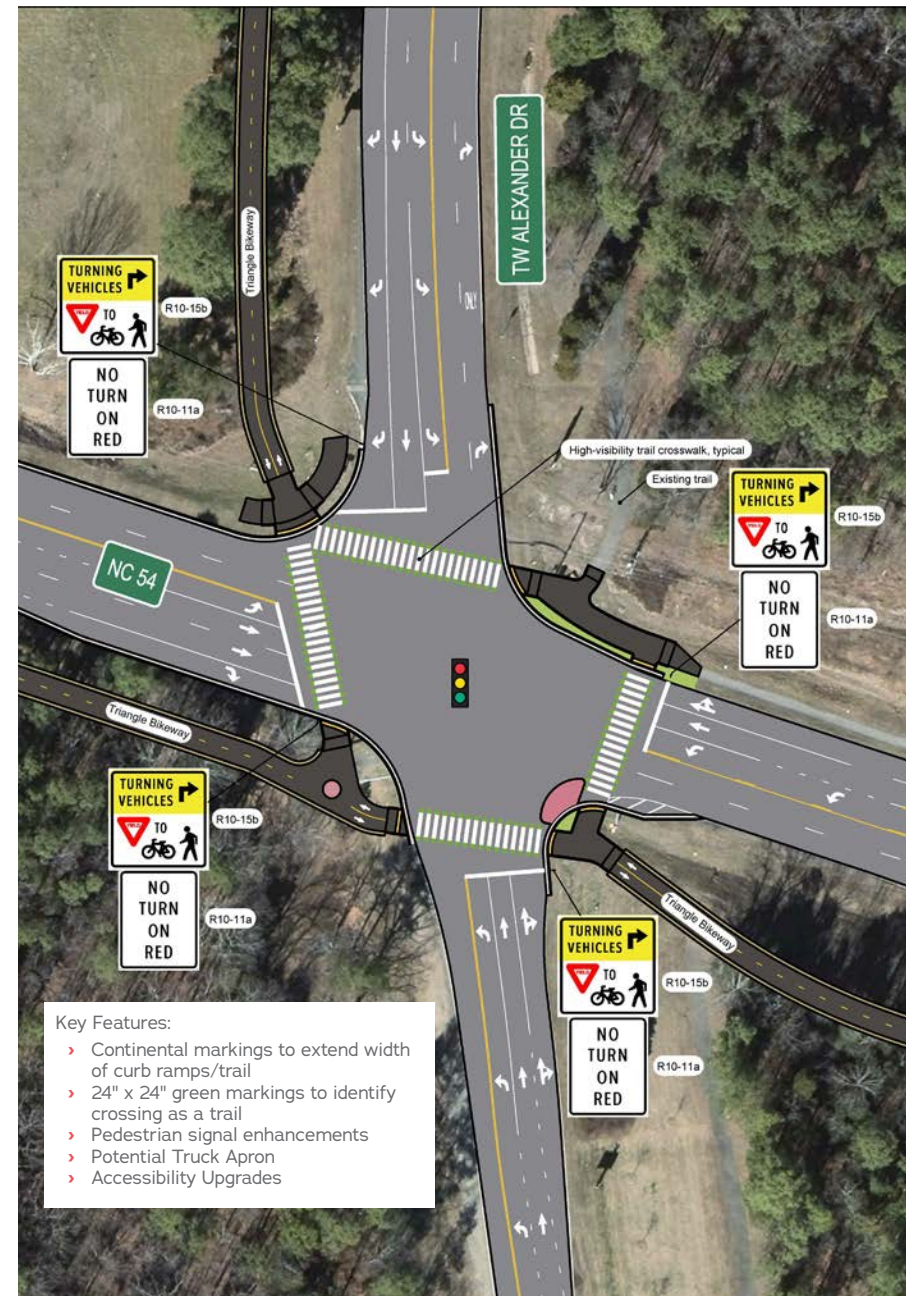 TW ALEXANDER DR
Triangle Bikeway
TURNING
VEHICLES
YIELD
TO
R10-15b
NO
TURN
ON
RED
R10-11a
ONLY
High-visibility trail crosswalk, typical
Existing trail
TURNING
VEHICLES
YIELD
TO
R10-15b
NO
TURN
ON
RED
R10-11a
NC 54
Triangle Bikeway
TURNING
VEHICLES
YIELD
TO
R10-15b
NO
TURN
ON
RED
R10-11a
Triangle Bikeway
TURNING
VEHICLES
YIELD
TO
R10-15b
NO
TURN
ON
RED
R10-11a
Key Features:
› Continental markings to extend width
of curb ramps/trail
› 24" x 24" green markings to identify
crossing as a trail
› Pedestrian signal enhancements
› Potential Truck Apron
› Accessibility Upgrades